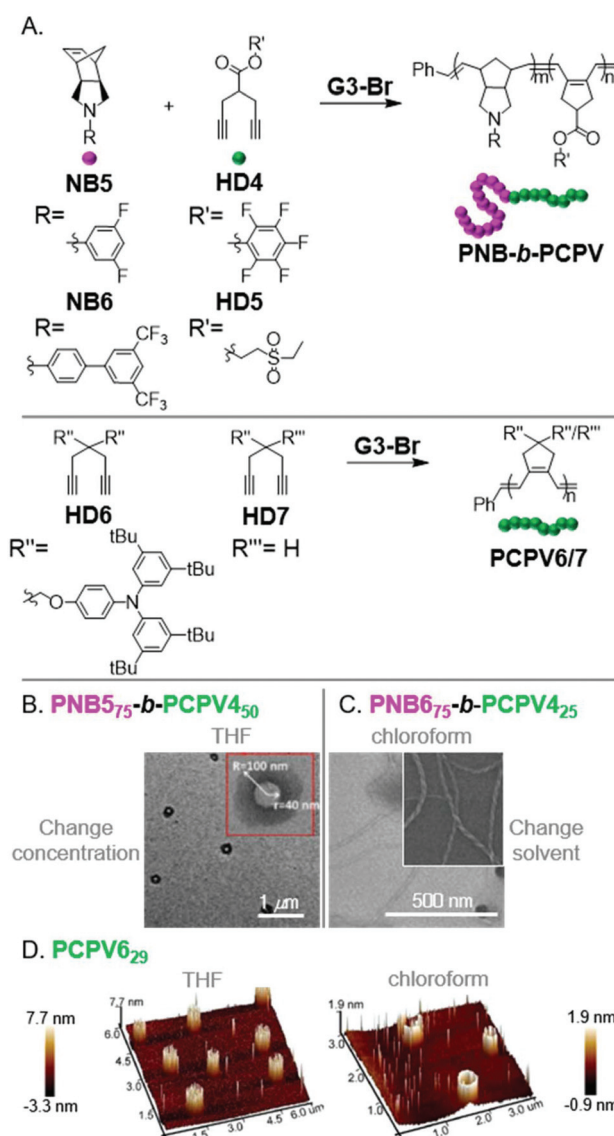 A.
R'
O
O
G3-Br
Ph
m
n
N
R
N
R
O
O
R'
+
NB5
HD4
PNB-b-PCPV
R=
F
F
R'=
F
F
F
F
F
NB6
HD5
R=
CF3
CF3
R'=
O
S
O
R'' R''
R'' R'''
G3-Br
R'' R''/R'''
Ph
n
HD6
HD7
PCPV6/7
R''=
tBu
R'''= H
tBu
O
N
tBu
tBu
B. PNB575-b-PCPV450
C. PNB675-b-PCPV425
THF
chloroform
R=100 nm
r=40 nm
Change
concentration
Change
solvent
1 μm
500 nm
D. PCPV629
THF
chloroform
7.7 nm
-3.3 nm
7.7 nm
6.0
4.5
3.0
1.5
1.5
3.0
4.5
6.0 um
1.9 nm
3.0
2.0
1.0
1.0
2.0
3.0 um
1.9 nm
-0.9 nm